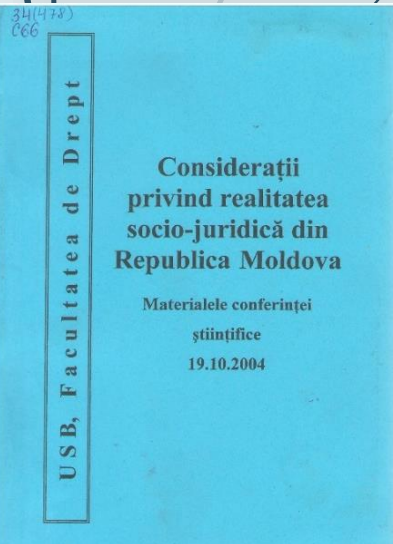 34(478)
C66
USB, Facultatea de Drept
Considerații
privind realitatea
socio-juridică din
Republica Moldova
Materialele conferinței
științifice
19.10.2004